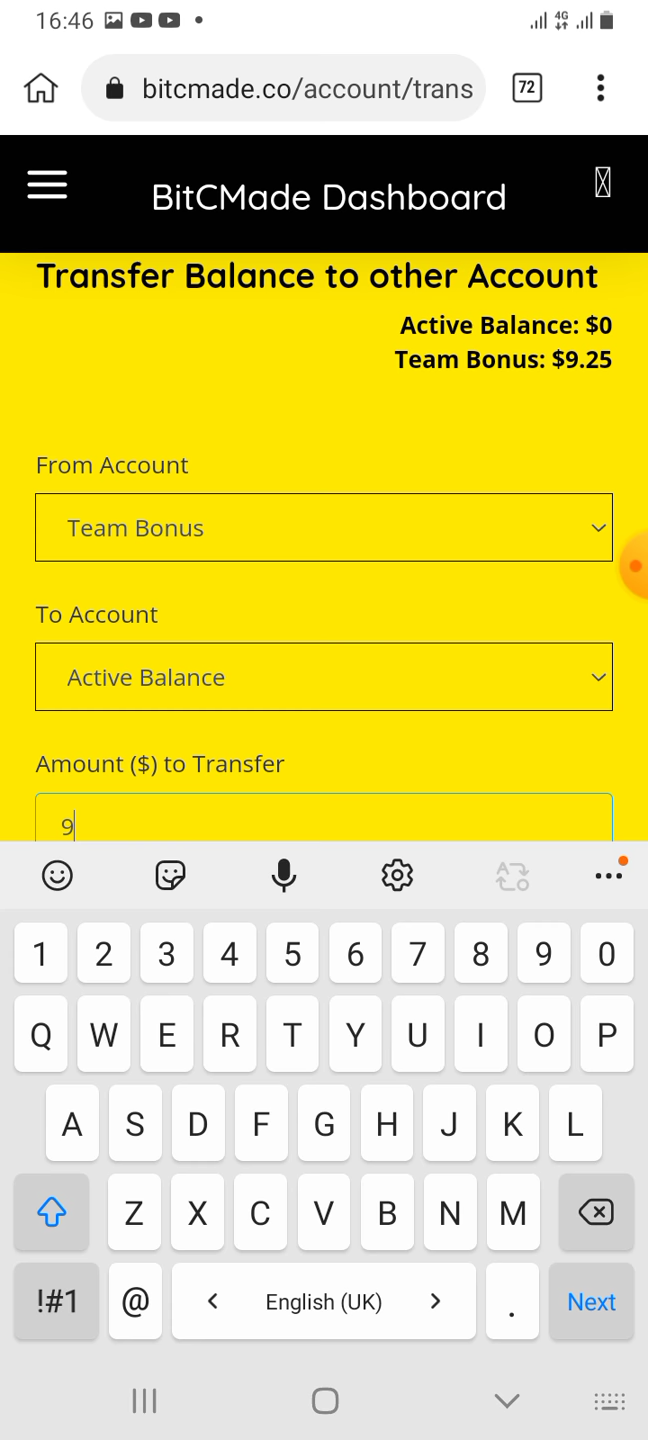 16:46
4G
bitcmade.co/account/trans
72
BitCMade Dashboard
Transfer Balance to other Account
Active Balance: $0
Team Bonus: $9.25
From Account
Team Bonus
To Account
Active Balance
Amount ($) to Transfer
9
1 2 3 4 5 6 7 8 9 0
Q W E R T Y U I O P
A S D F G H J K L
Z X C V B N M
!#1 @ < English (UK) > . Next